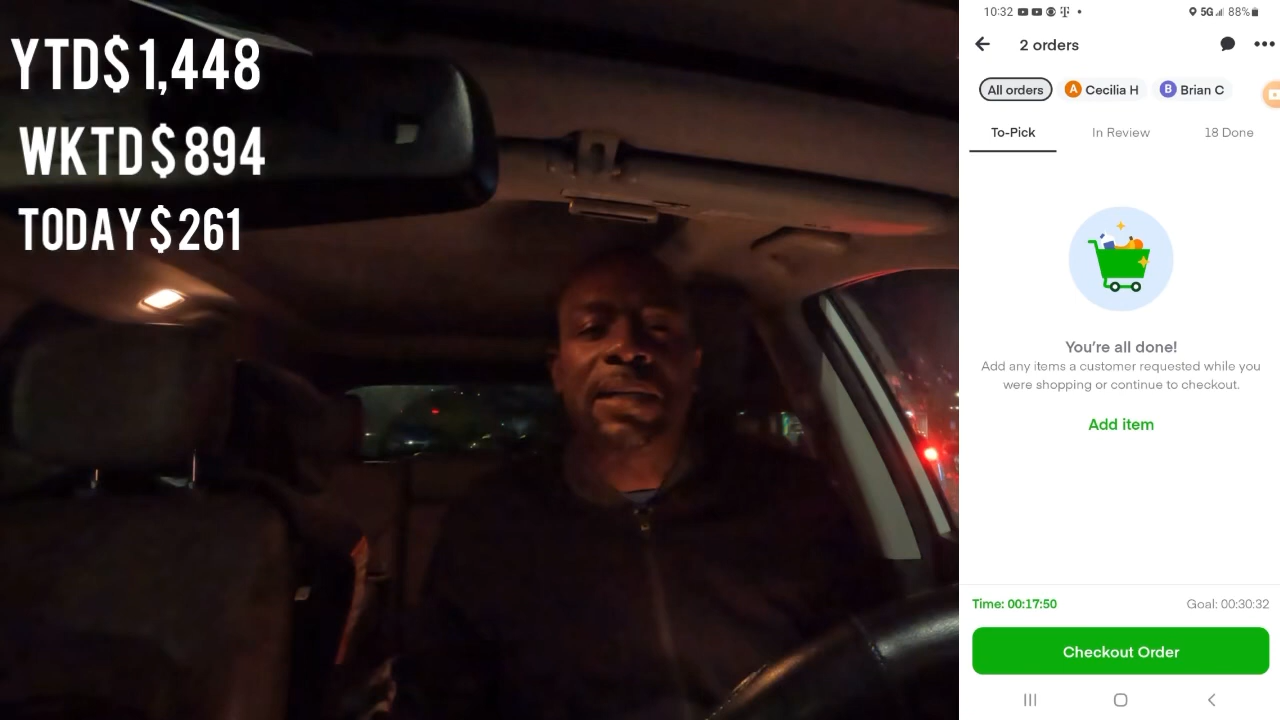 YTD$ 1,448
WKTD $ 894
TODAY $ 261
10:32
5G
88%
2 orders
All orders
A Cecilia H
B Brian C
To-Pick
In Review
18 Done
You're all done!
Add any items a customer requested while you
were shopping or continue to checkout.
Add item
Time: 00:17:50
Goal: 00:30:32
Checkout Order